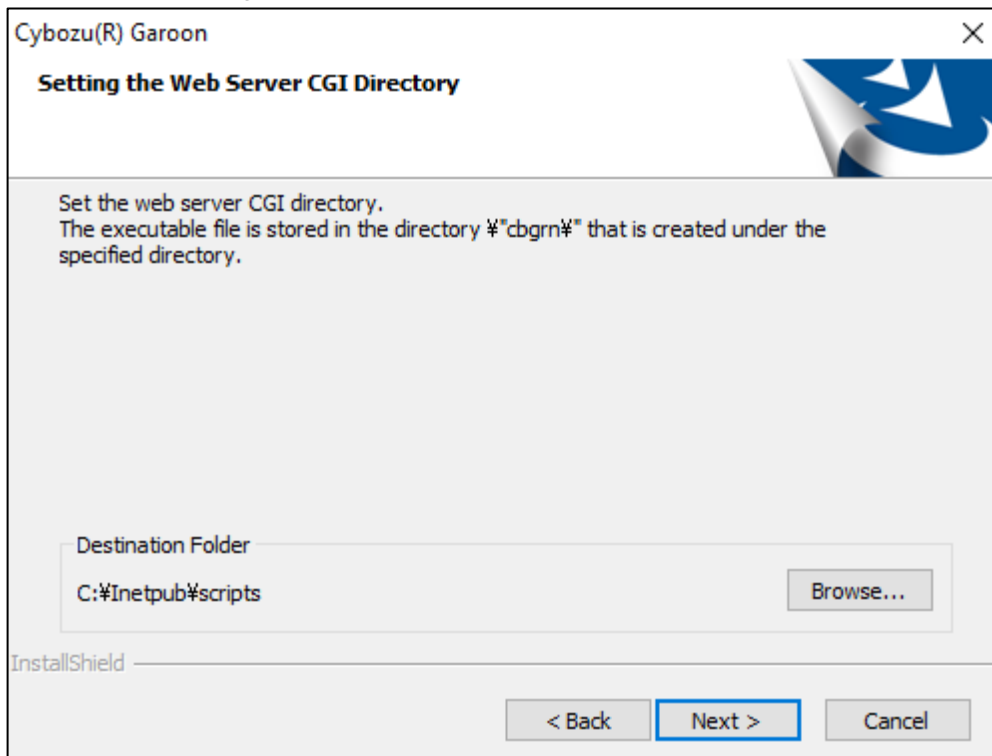 Cybozu(R) Garoon
Setting the Web Server CGI Directory
Set the web server CGI directory.
The executable file is stored in the directory ¥"cbgrn¥" that is created under the
specified directory.
Destination Folder
C:¥Inetpub¥scripts
Browse...
InstallShield
< Back
Next >
Cancel